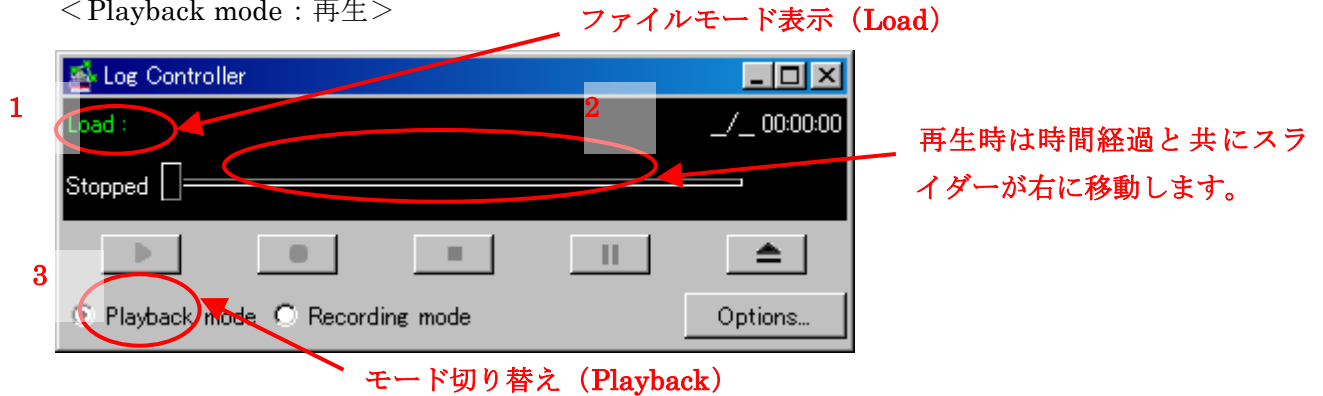 ＜Playback mode：再生＞
ファイルモード表示（Load）
Log Controller
1
Load :
2
_/_ 00:00:00
再生時は時間経過と共にスラ
イダーが右に移動します。
Stopped
3
Playback mode
Recording mode
Options...
モード切り替え（Playback）